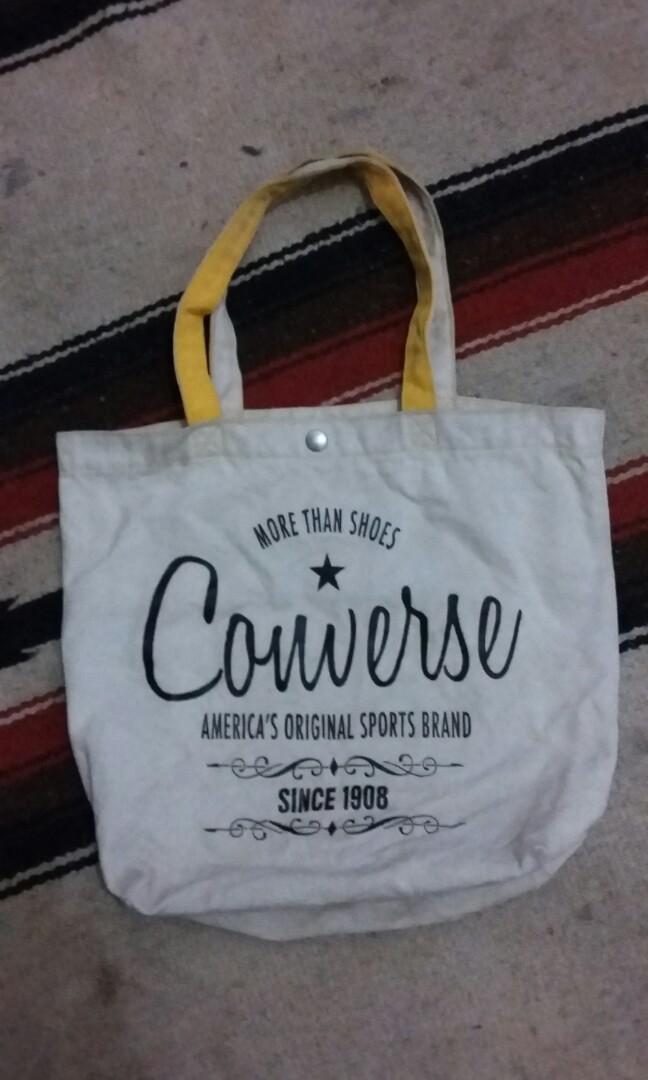 MORE THAN SHOES
Converse
AMERICA'S ORIGINAL SPORTS BRAND
SINCE 1908